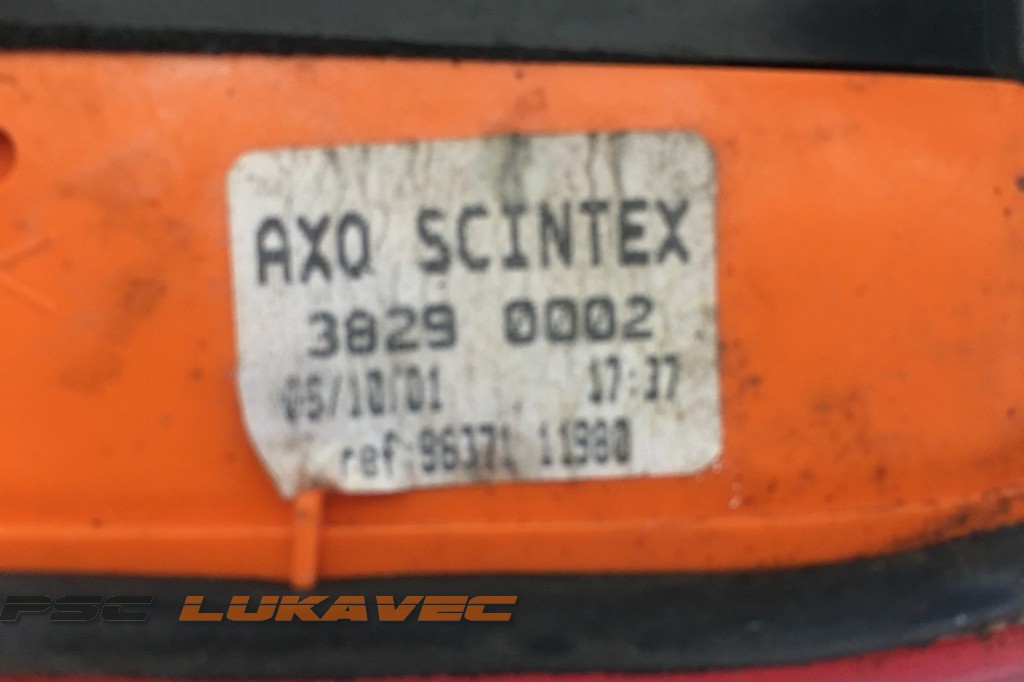 AXO SCINTEX
3829 0002
05/10/01 17:37
ref:96371 11980
PSC LUKAVEC